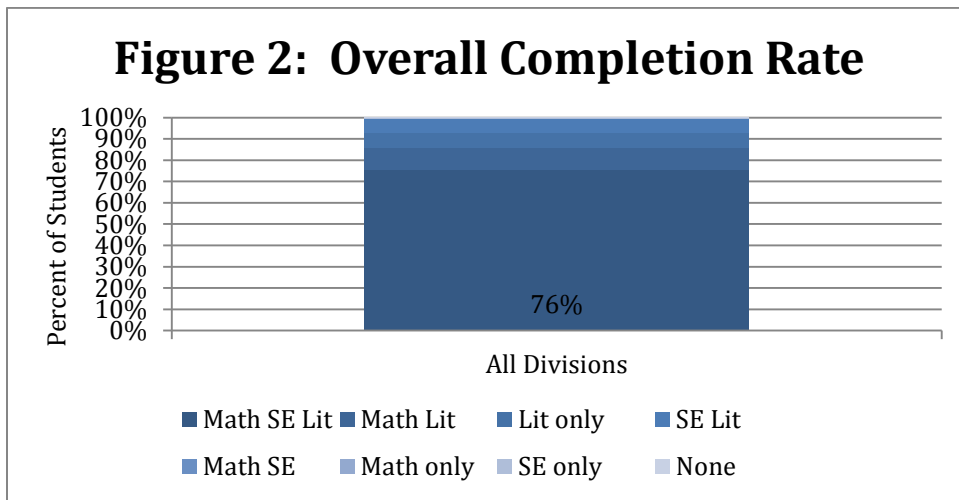 Figure 2:  Overall Completion Rate
Percent of Students
100%
90%
80%
70%
60%
50%
40%
30%
20%
10%
0%
76%
All Divisions
Math SE Lit
Math Lit
Lit only
SE Lit
Math SE
Math only
SE only
None